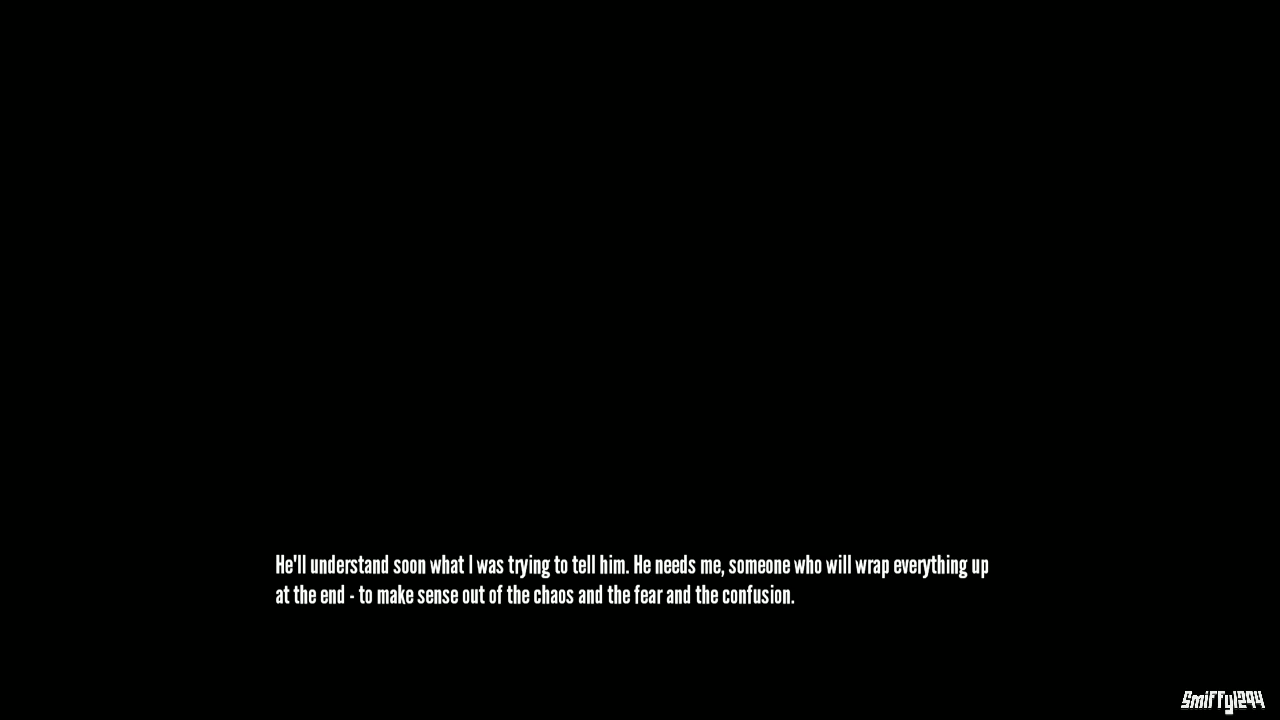 He'll understand soon what I was trying to tell him. He needs me, someone who will wrap everything up
at the end - to make sense out of the chaos and the fear and the confusion.
Smiffy1294